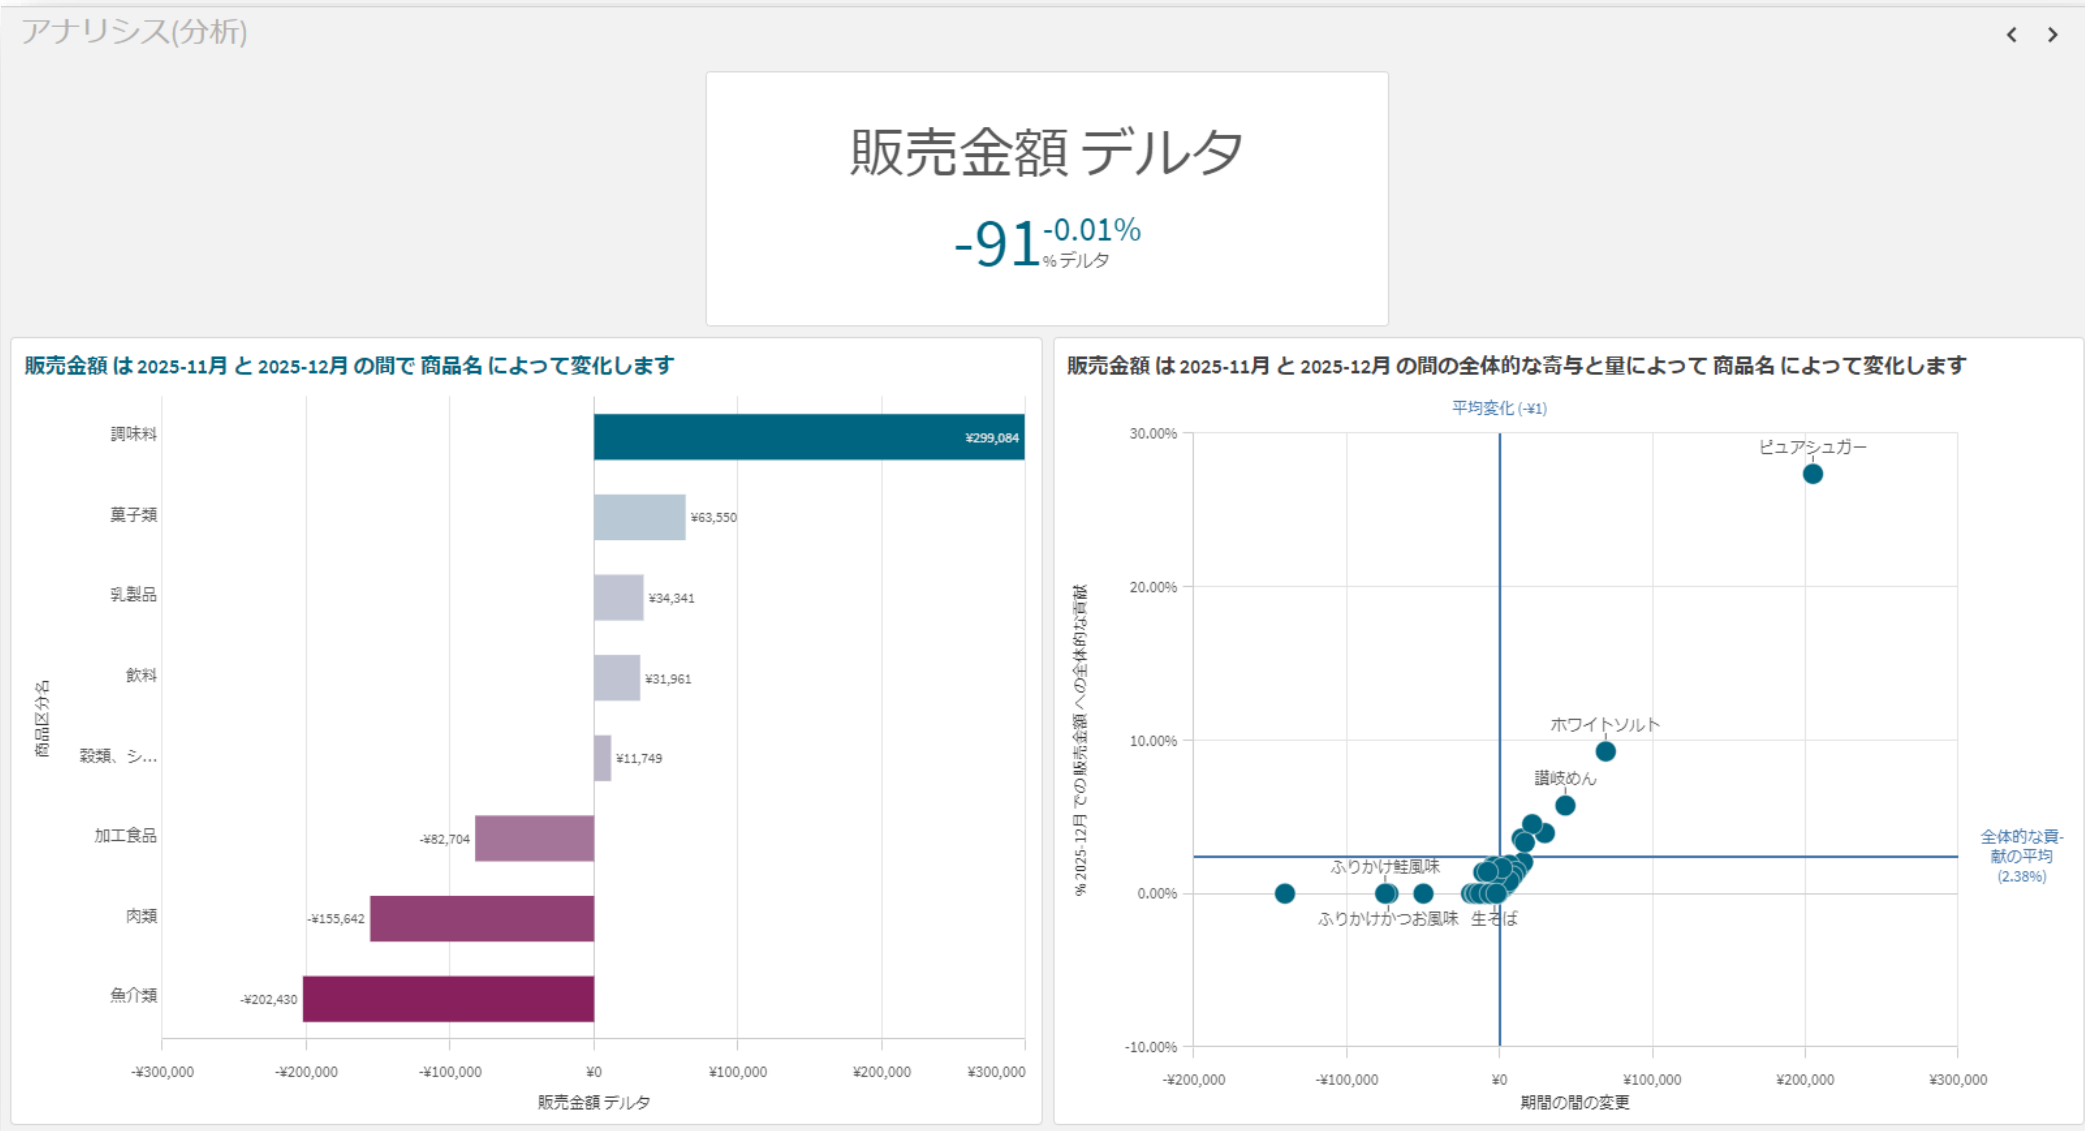 アナリシス(分析)
販売金額 デルタ
-91
-0.01%
% デルタ
販売金額 は 2025-11月 と 2025-12月 の間で 商品名 によって変化します
商品区分名
調味料
¥299,084
菓子類
¥63,550
乳製品
¥34,341
飲料
¥31,961
穀類、シ...
¥11,749
加工食品
-¥82,704
肉類
-¥155,642
魚介類
-¥202,430
-¥300,000
-¥200,000
-¥100,000
¥0
¥100,000
¥200,000
¥300,000
販売金額 デルタ
販売金額 は 2025-11月 と 2025-12月 の間の全体的な寄与と量によって 商品名 によって変化します
平均変化 (-¥1)
% 2025-12月 での 販売金額 への全体的な貢献
30.00%
20.00%
10.00%
0.00%
-10.00%
ピュアシュガー
ホワイトソルト
讃岐めん
ふりかけ鮭風味
ふりかけかつお風味
生そば
全体的な貢-
献の平均
(2.38%)
-¥200,000
-¥100,000
¥0
¥100,000
¥200,000
¥300,000
期間の間の変更